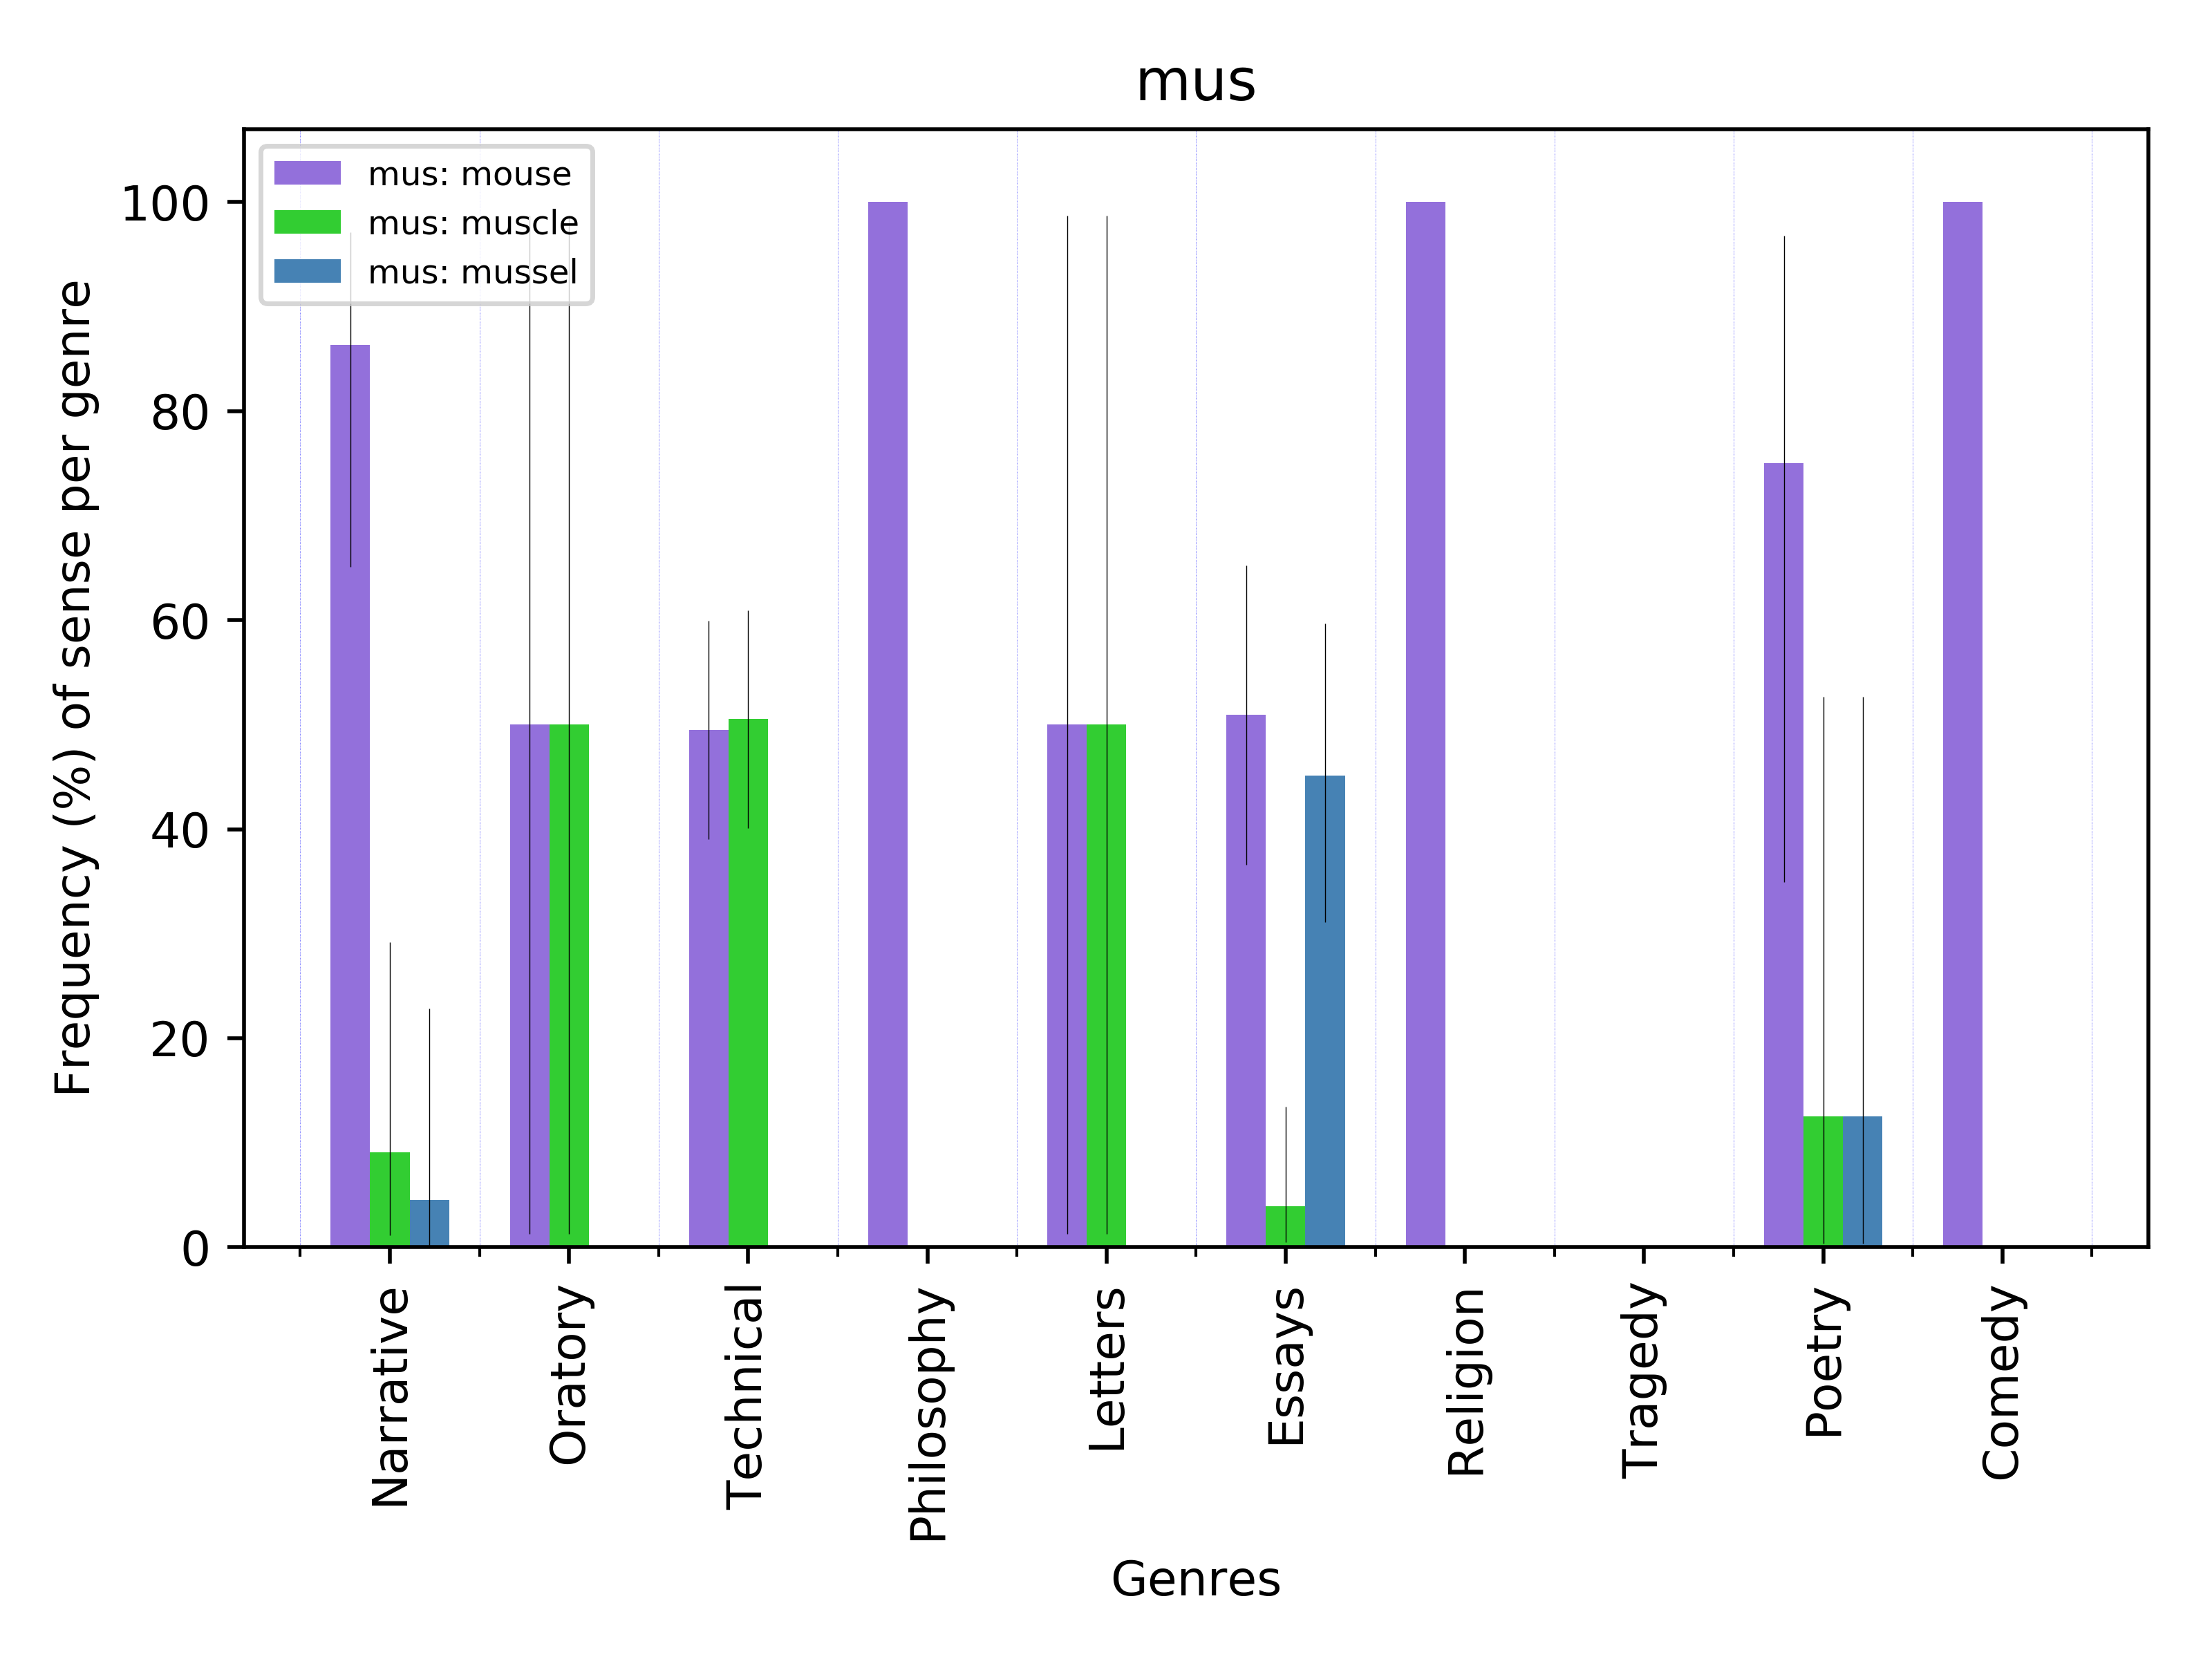 mus
mus: mouse
mus: muscle
mus: mussel
Frequency (%) of sense per genre
100
80
60
40
20
0
Narrative
Oratory
Technical
Philosophy
Letters
Essays
Religion
Tragedy
Poetry
Comedy
Genres